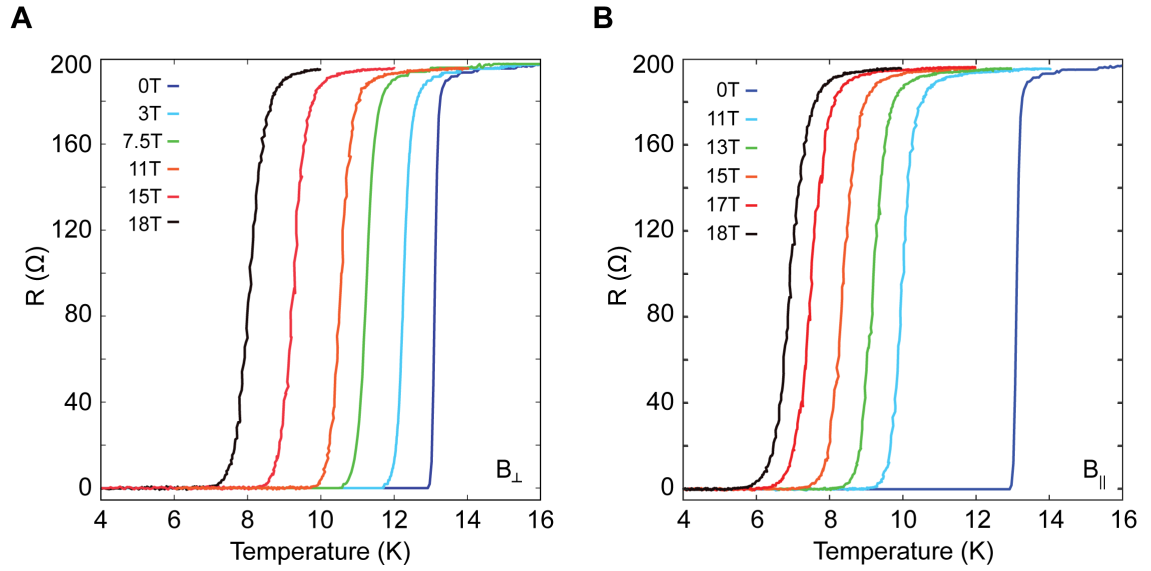 A
200
160
120
80
40
0
R (Ω)
0T
3T
7.5T
11T
15T
18T
B⊥
4 6 8 10 12 14 16
Temperature (K)
B
200
160
120
80
40
0
R (Ω)
0T
11T
13T
15T
17T
18T
B||
4 6 8 10 12 14 16
Temperature (K)